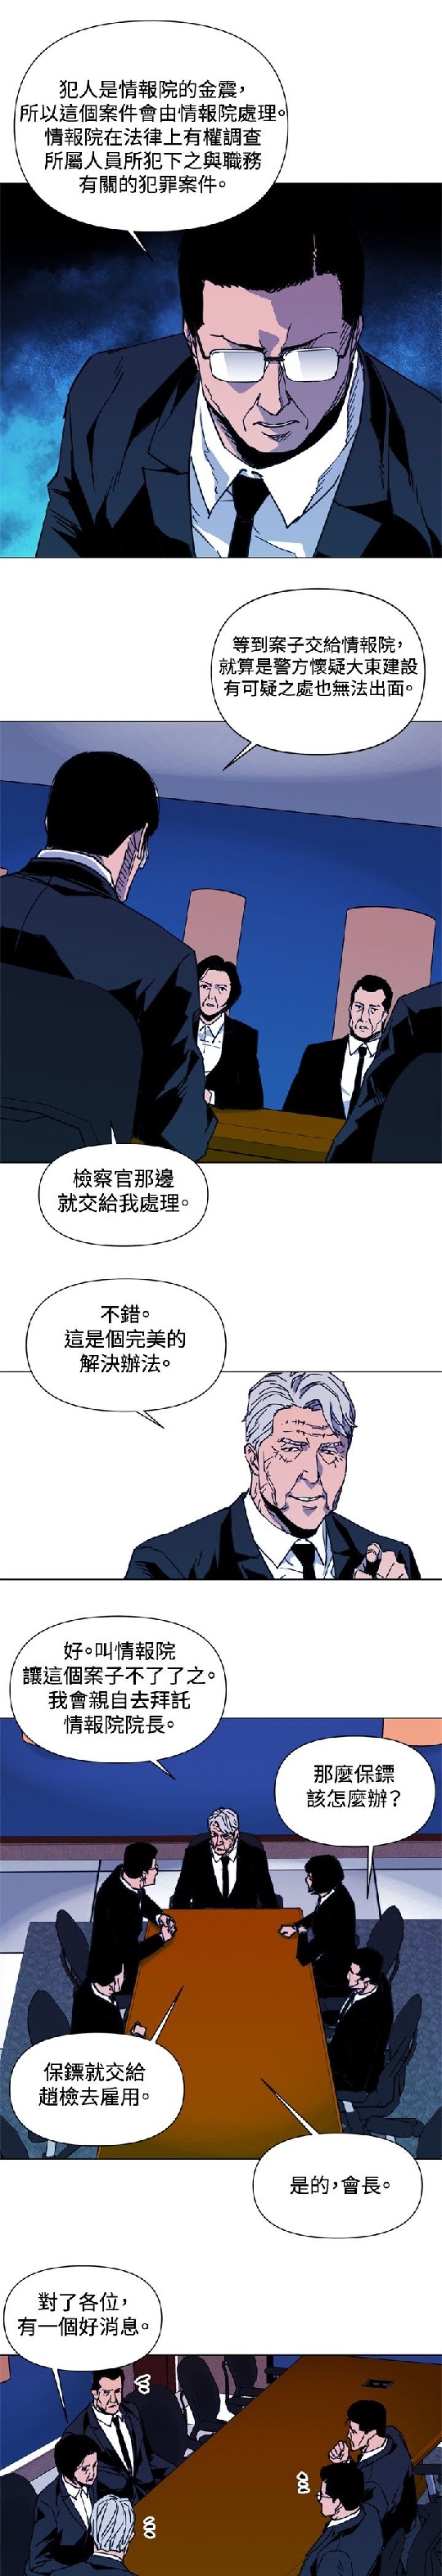 犯人是情報院的金震，
所以這個案件會由情報院處理。
情報院在法律上有權調查
所屬人員所犯下之與職務
有關的犯罪案件。
等到案子交給情報院，
就算是警方懷疑大東建設
有可疑之處也無法出面。
檢察官那邊
就交給我處理。
不錯。
這是個完美的
解決辦法。
好。叫情報院
讓這個案子不了了之。
我會親自去拜託
情報院院長。
那麼保鏢
該怎麼辦？
保鏢就交給
趙檢去雇用。
是的，會長。
對了各位，
有一個好消息。